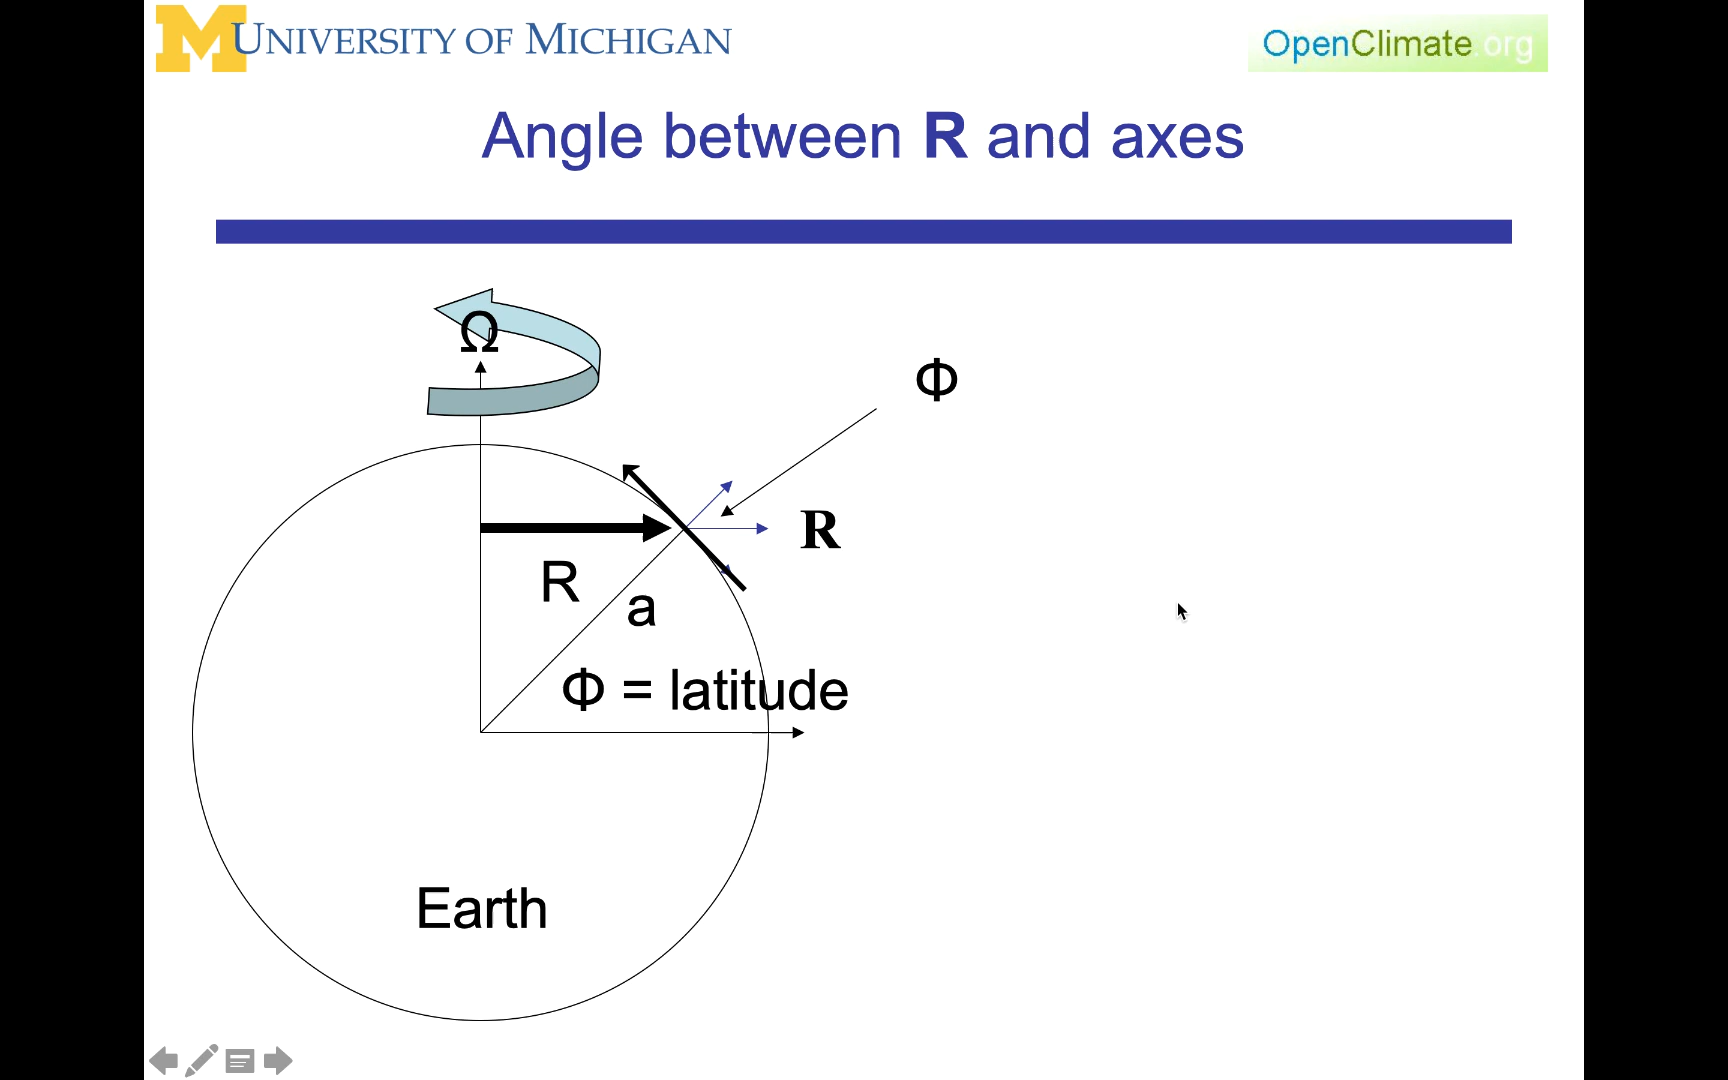 M UNIVERSITY OF MICHIGAN
OpenClimate.org
Angle between R and axes
Ω
Φ
R
R
a
Φ = latitude
Earth